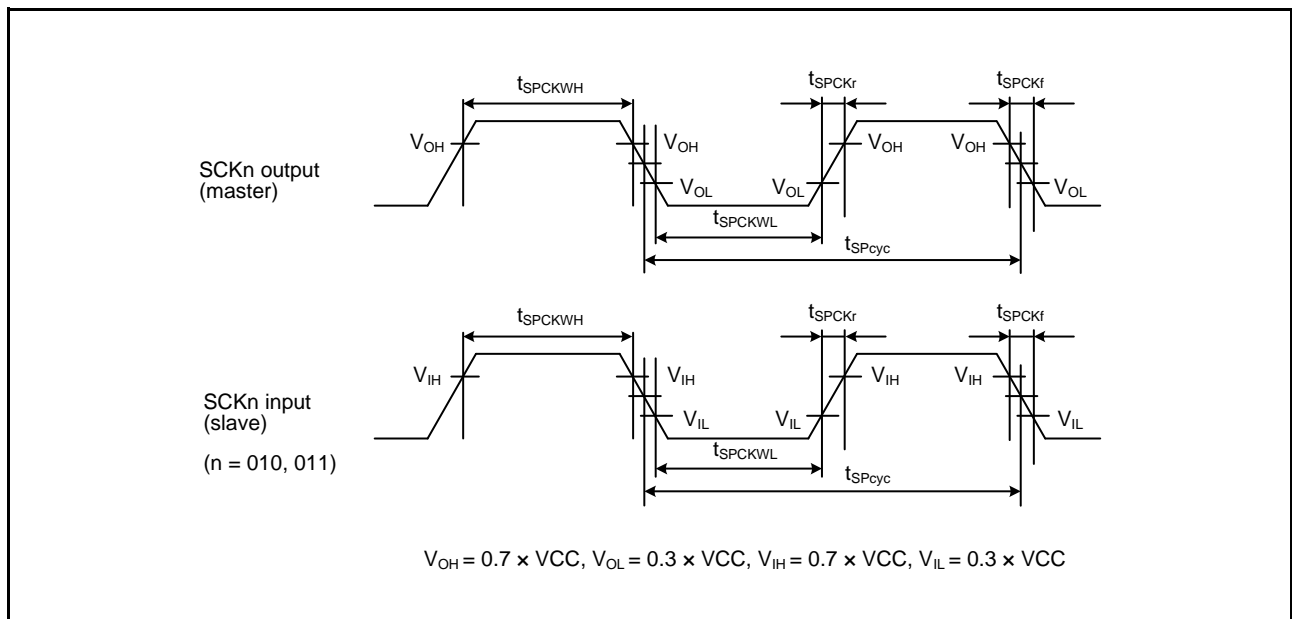 tSPCKWH
tSPCKr
tSPCKf
VOH
VOH
VOH
VOH
SCKn output
(master)
VOL
VOL
VOL
tSPCKWL
tSPcyc
tSPCKWH
tSPCKr
tSPCKf
VIH
VIH
VIH
VIH
SCKn input
(slave)
VIL
VIL
VIL
(n = 010, 011)
tSPCKWL
tSPcyc
VOH = 0.7 × VCC, VOL = 0.3 × VCC, VIH = 0.7 × VCC, VIL = 0.3 × VCC